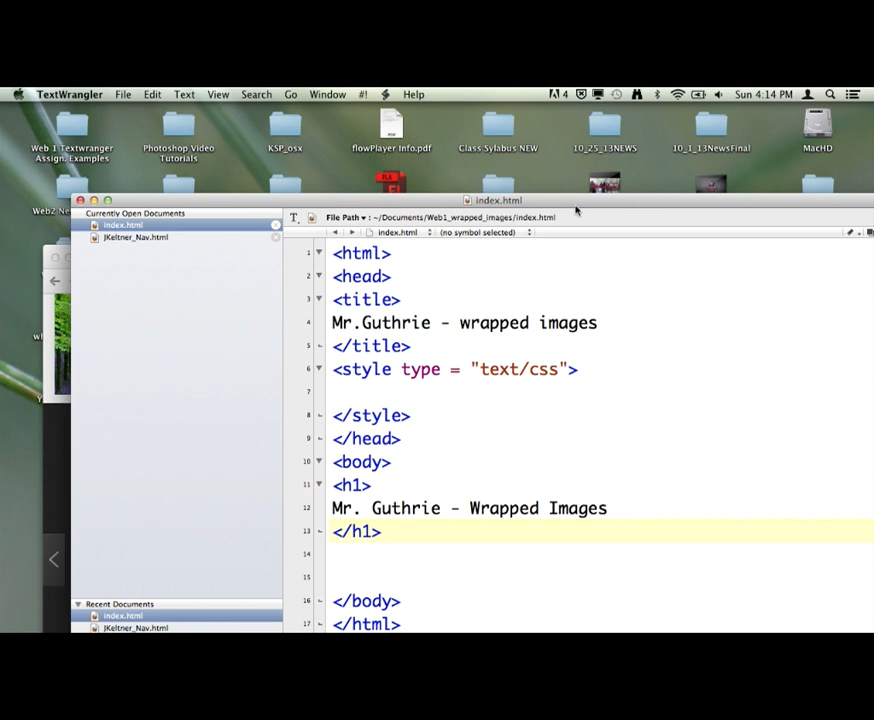 TextWrangler File Edit Text View Search Go Window #! Help 4 Sun 4:14 PM
Web 1 Textwranger Assign. Examples
Photoshop Video Tutorials
KSP_osx
flowPlayer Info.pdf
Class Sylabus NEW
10_25_13NEWS
10_1_13NewsFinal
MacHD
Web2 Ne
index.html
Currently Open Documents
index.html
JKeltner_Nav.html
File Path ▾ : ~/Documents/Web1_wrapped_images/index.html
index.html (no symbol selected)
1 <html>
2 <head>
3 <title>
4 Mr.Guthrie - wrapped images
5 </title>
6 <style type = "text/css">
7
8 </style>
9 </head>
10 <body>
11 <h1>
12 Mr. Guthrie - Wrapped Images
13 </h1>
14
15
16 </body>
17 </html>
Recent Documents
index.html
JKeltner_Nav.html